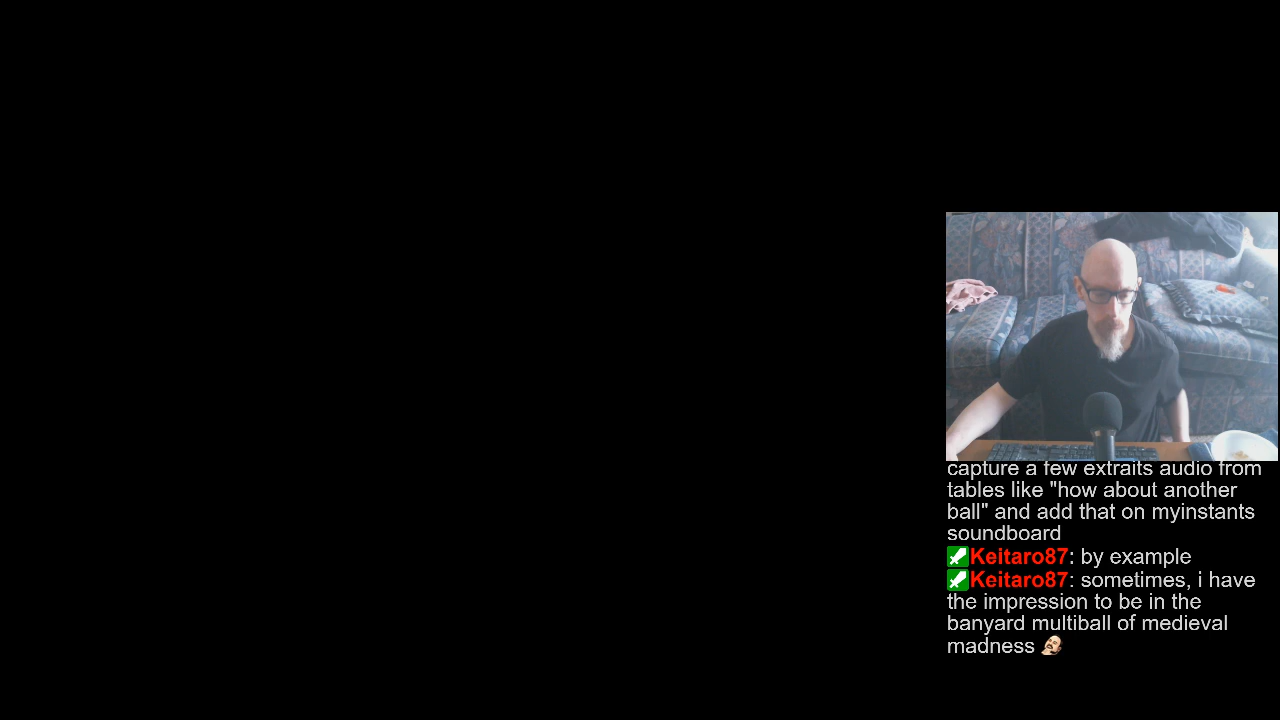 capture a few extraits audio from
tables like "how about another
ball" and add that on myinstants
soundboard
Keitaro87: by example
Keitaro87: sometimes, i have
the impression to be in the
banyard multiball of medieval
madness